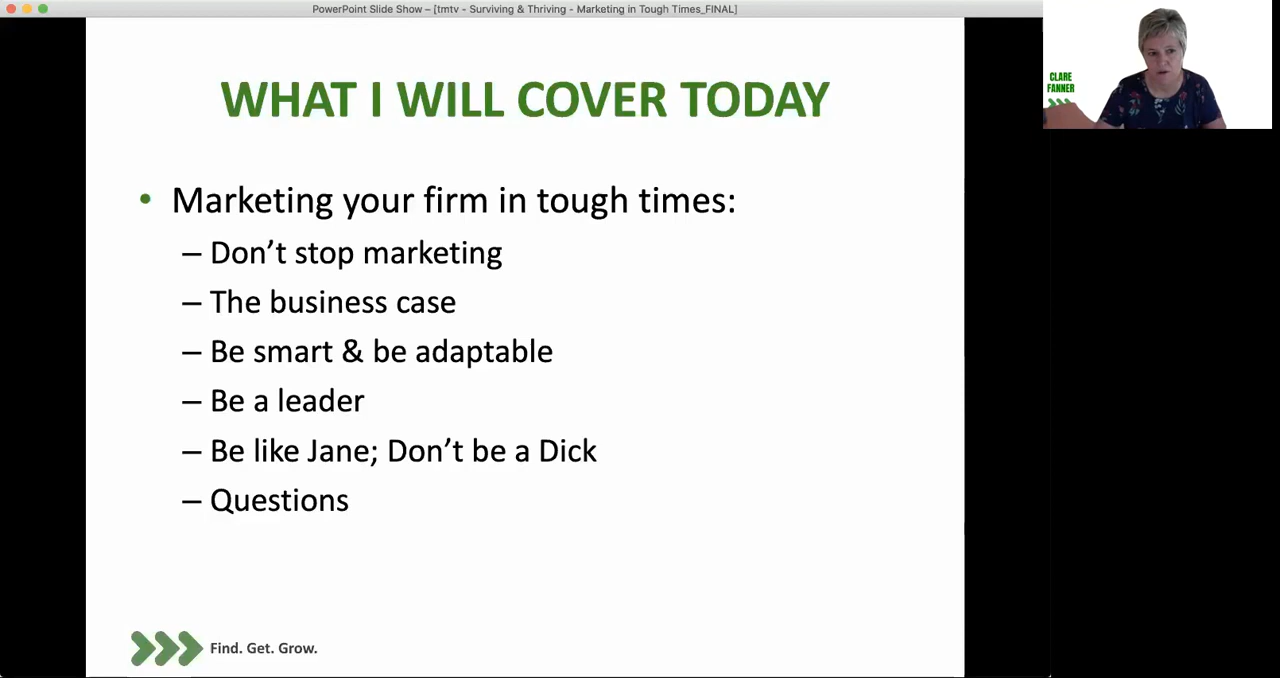 PowerPoint Slide Show – [tmtv - Surviving & Thriving - Marketing in Tough Times_FINAL]
CLARE
FANNER
WHAT I WILL COVER TODAY
• Marketing your firm in tough times:
– Don’t stop marketing
– The business case
– Be smart & be adaptable
– Be a leader
– Be like Jane; Don’t be a Dick
– Questions
Find. Get. Grow.